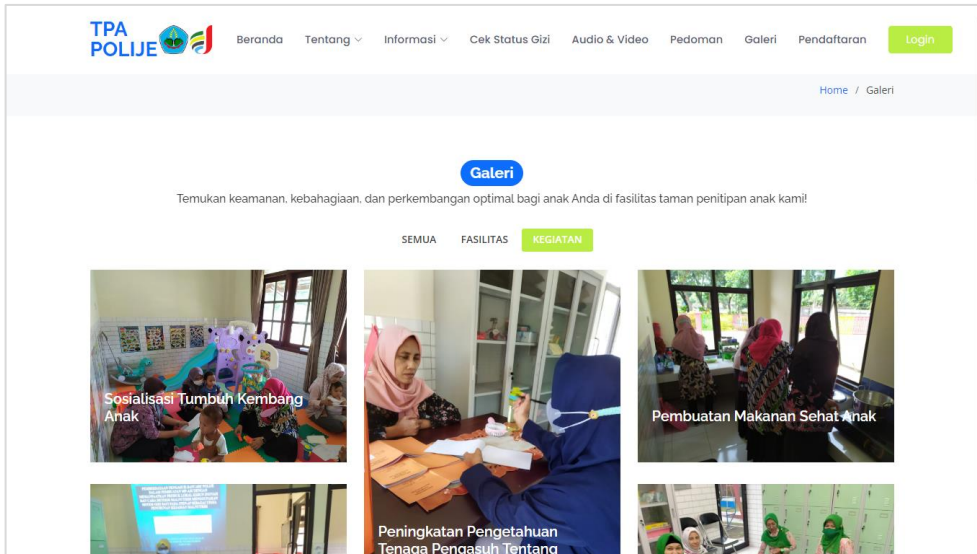 TPA
POLIJE
Beranda Tentang Informasi Cek Status Gizi Audio & Video Pedoman Galeri Pendaftaran Login
Home / Galeri
Galeri
Temukan keamanan, kebahagiaan, dan perkembangan optimal bagi anak Anda di fasilitas taman penitipan anak kami!
SEMUA FASILITAS KEGIATAN
Sosialisasi Tumbuh Kembang
Anak
Pembuatan Makanan Sehat Anak
Peningkatan Pengetahuan
Tenaga Pengasuh Tentang